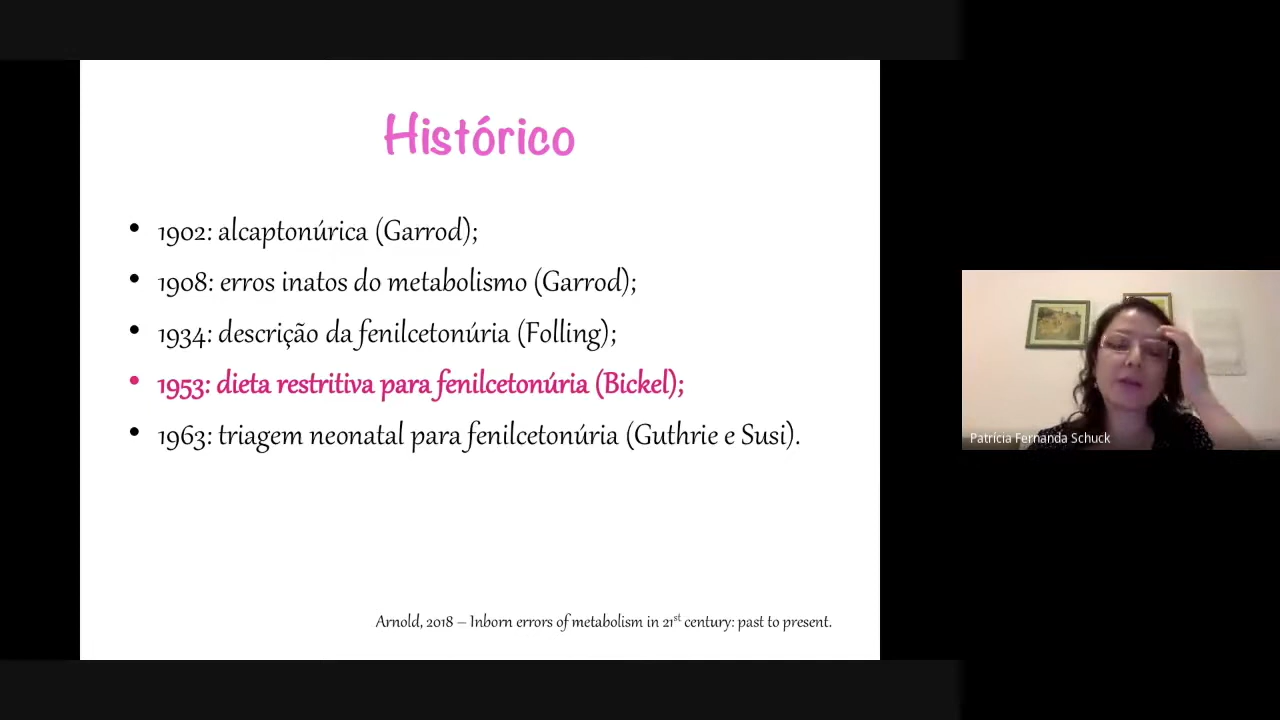 Histórico
• 1902: alcaptonúrica (Garrod);
• 1908: erros inatos do metabolismo (Garrod);
• 1934: descrição da fenilcetonúria (Folling);
• 1953: dieta restritiva para fenilcetonúria (Bickel);
• 1963: triagem neonatal para fenilcetonúria (Guthrie e Susi).
Arnold, 2018 – Inborn errors of metabolism in 21st century: past to present.
Patrícia Fernanda Schuck